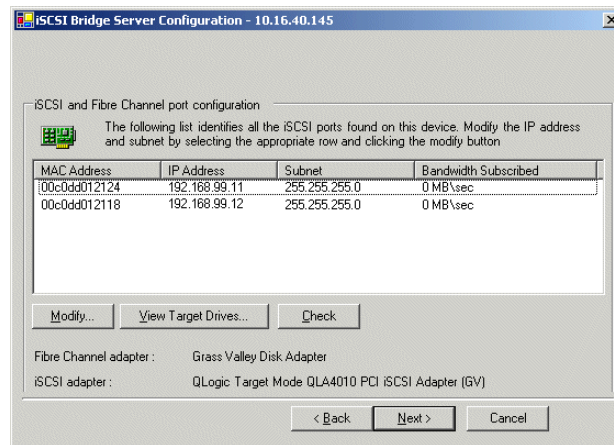 iSCSI Bridge Server Configuration - 10.16.40.145
iSCSI and Fibre Channel port configuration
The following list identifies all the iSCSI ports found on this device. Modify the IP address
and subnet by selecting the appropriate row and clicking the modify button
MAC Address IP Address Subnet Bandwidth Subscribed
00c0dd012124 192.168.99.11 255.255.255.0 0 MB\sec
00c0dd012118 192.168.99.12 255.255.255.0 0 MB\sec
Modify... View Target Drives... Check
Fibre Channel adapter : Grass Valley Disk Adapter
iSCSI adapter : QLogic Target Mode QLA4010 PCI iSCSI Adapter (GV)
< Back Next > Cancel